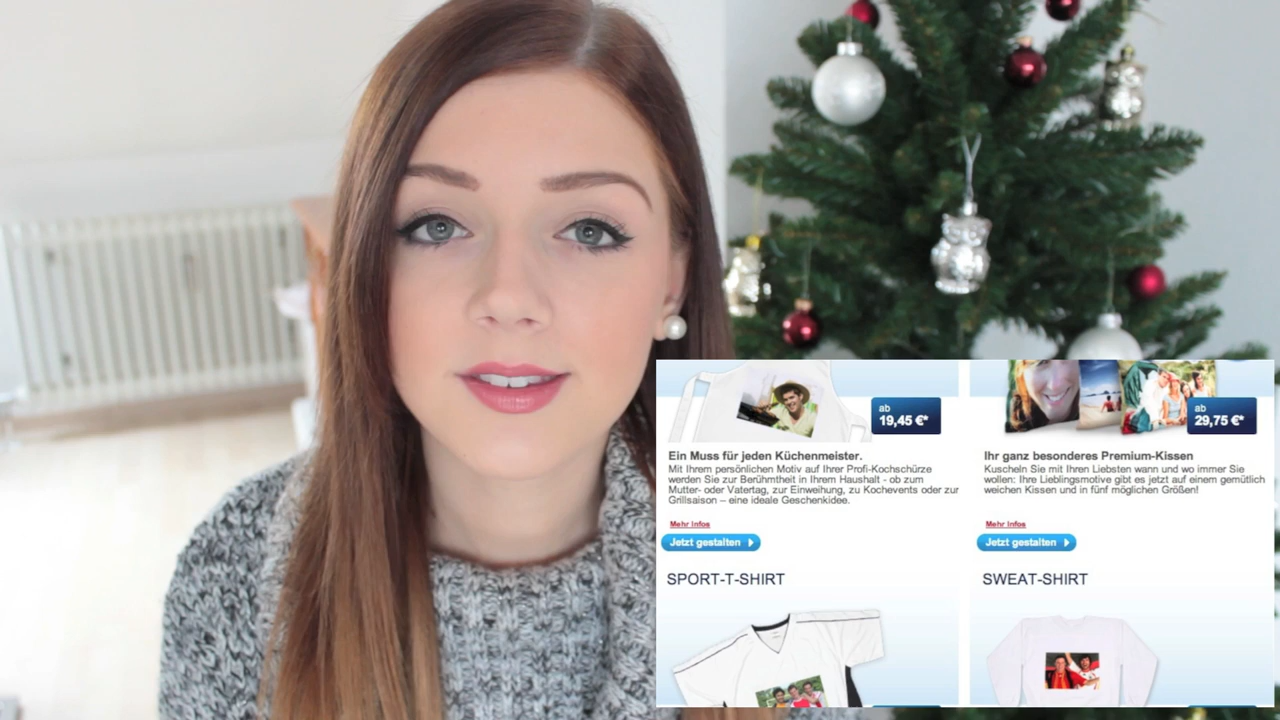 ab
19,45 €*
Ein Muss für jeden Küchenmeister.
Mit Ihrem persönlichen Motiv auf Ihrer Profi-Kochschürze
werden Sie zur Berühmtheit in Ihrem Haushalt - ob zum
Mutter- oder Vatertag, zur Einweihung, zu Kochevents oder zur
Grillsaison – eine ideale Geschenkidee.
Mehr Infos
Jetzt gestalten
SPORT-T-SHIRT
ab
29,75 €*
Ihr ganz besonderes Premium-Kissen
Kuscheln Sie mit Ihren Liebsten wann und wo immer Sie
wollen: Ihre Lieblingsmotive gibt es jetzt auf einem gemütlich
weichen Kissen und in fünf möglichen Größen!
Mehr Infos
Jetzt gestalten
SWEAT-SHIRT